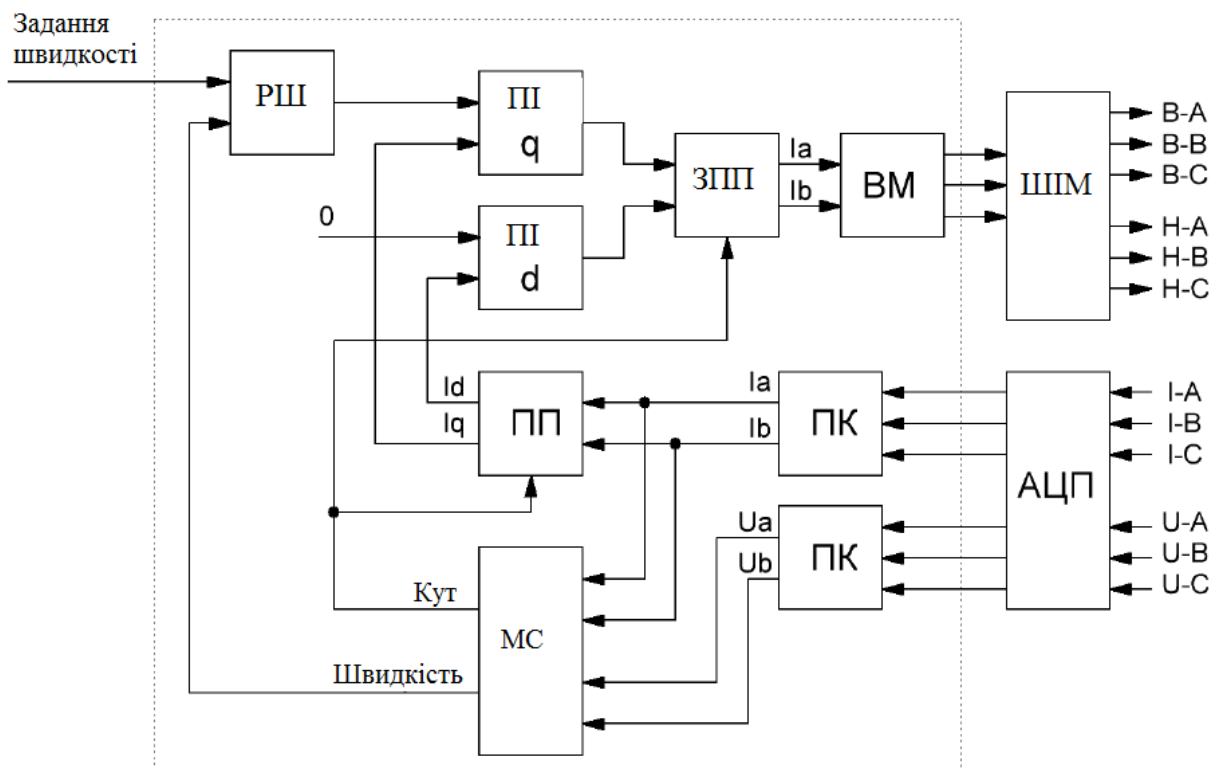 Задання
швидкості
РШ
ПІ
q
0
ПІ
d
ЗПП
Ia
Ib
ВМ
ШІМ
В-А
В-В
В-С
Н-А
Н-В
Н-С
Id
Iq
ПП
Ia
Ib
ПК
АЦП
I-A
I-B
I-C
Ua
Ub
ПК
U-A
U-B
U-C
Кут
МС
Швидкість